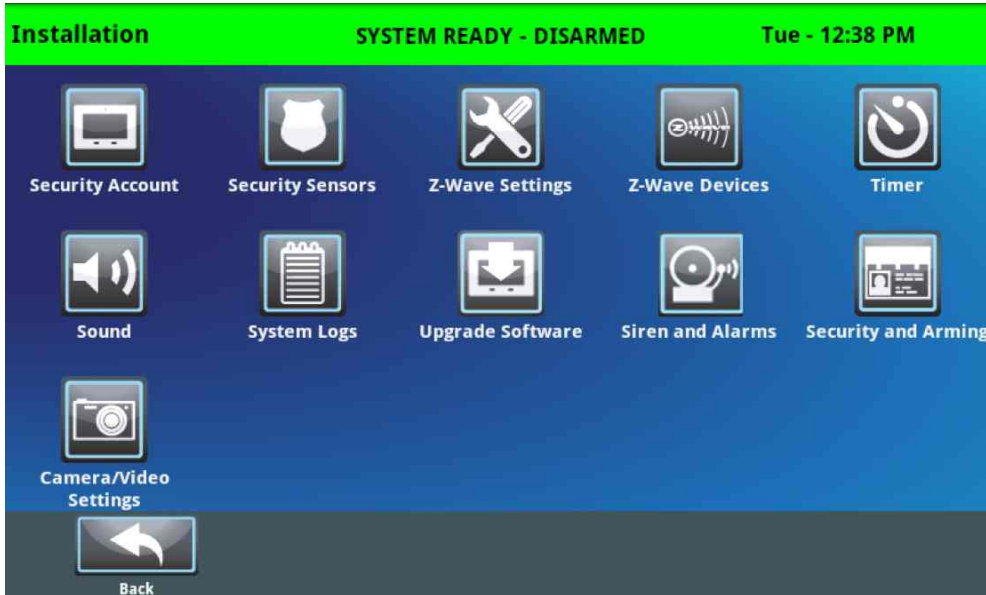 Installation SYSTEM READY - DISARMED Tue - 12:38 PM
Security Account Security Sensors Z-Wave Settings Z-Wave Devices Timer
Sound System Logs Upgrade Software Siren and Alarms Security and Arming
Camera/Video
Settings
Back